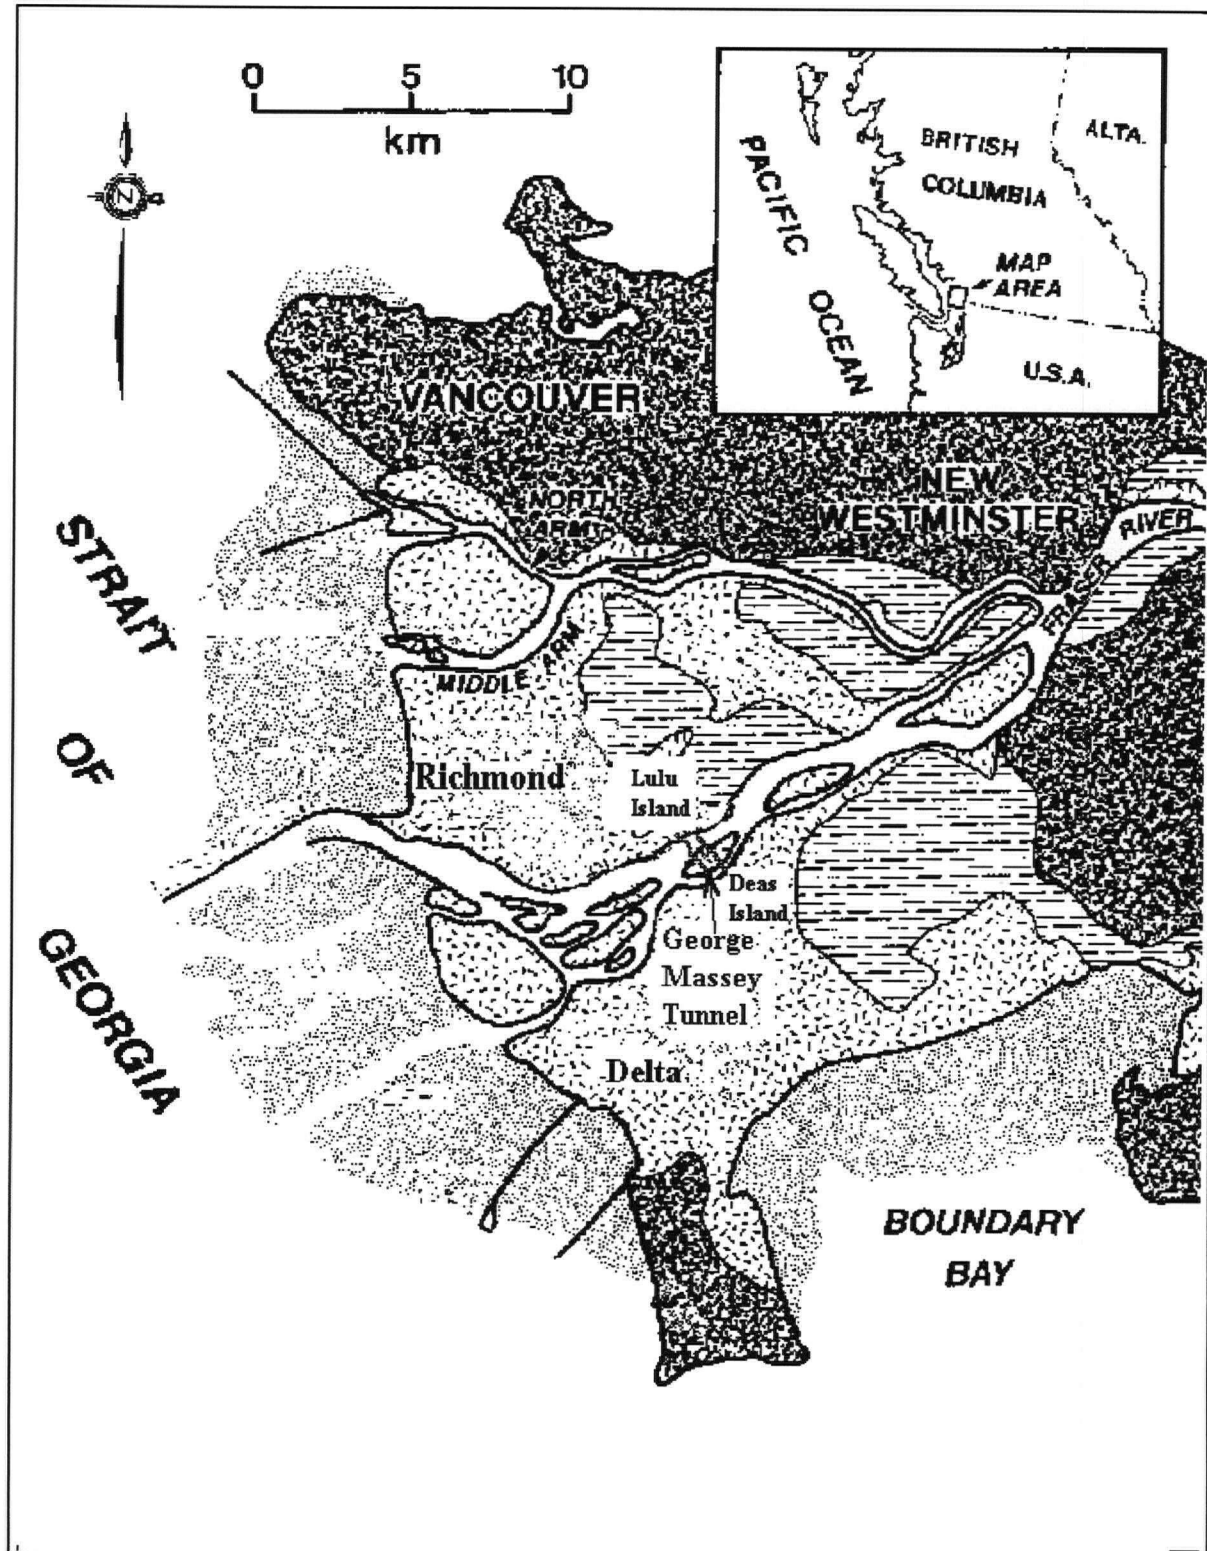 0 5 10
km
N
BRITISH
COLUMBIA
ALTA.
PACIFIC
OCEAN
MAP
AREA
U.S.A.
VANCOUVER
NORTH
ARM
NEW
WESTMINSTER
FRASER
RIVER
STRAIT
OF
GEORGIA
MIDDLE ARM
Richmond
Lulu
Island
Deas
Island
George
Massey
Tunnel
Delta
BOUNDARY
BAY